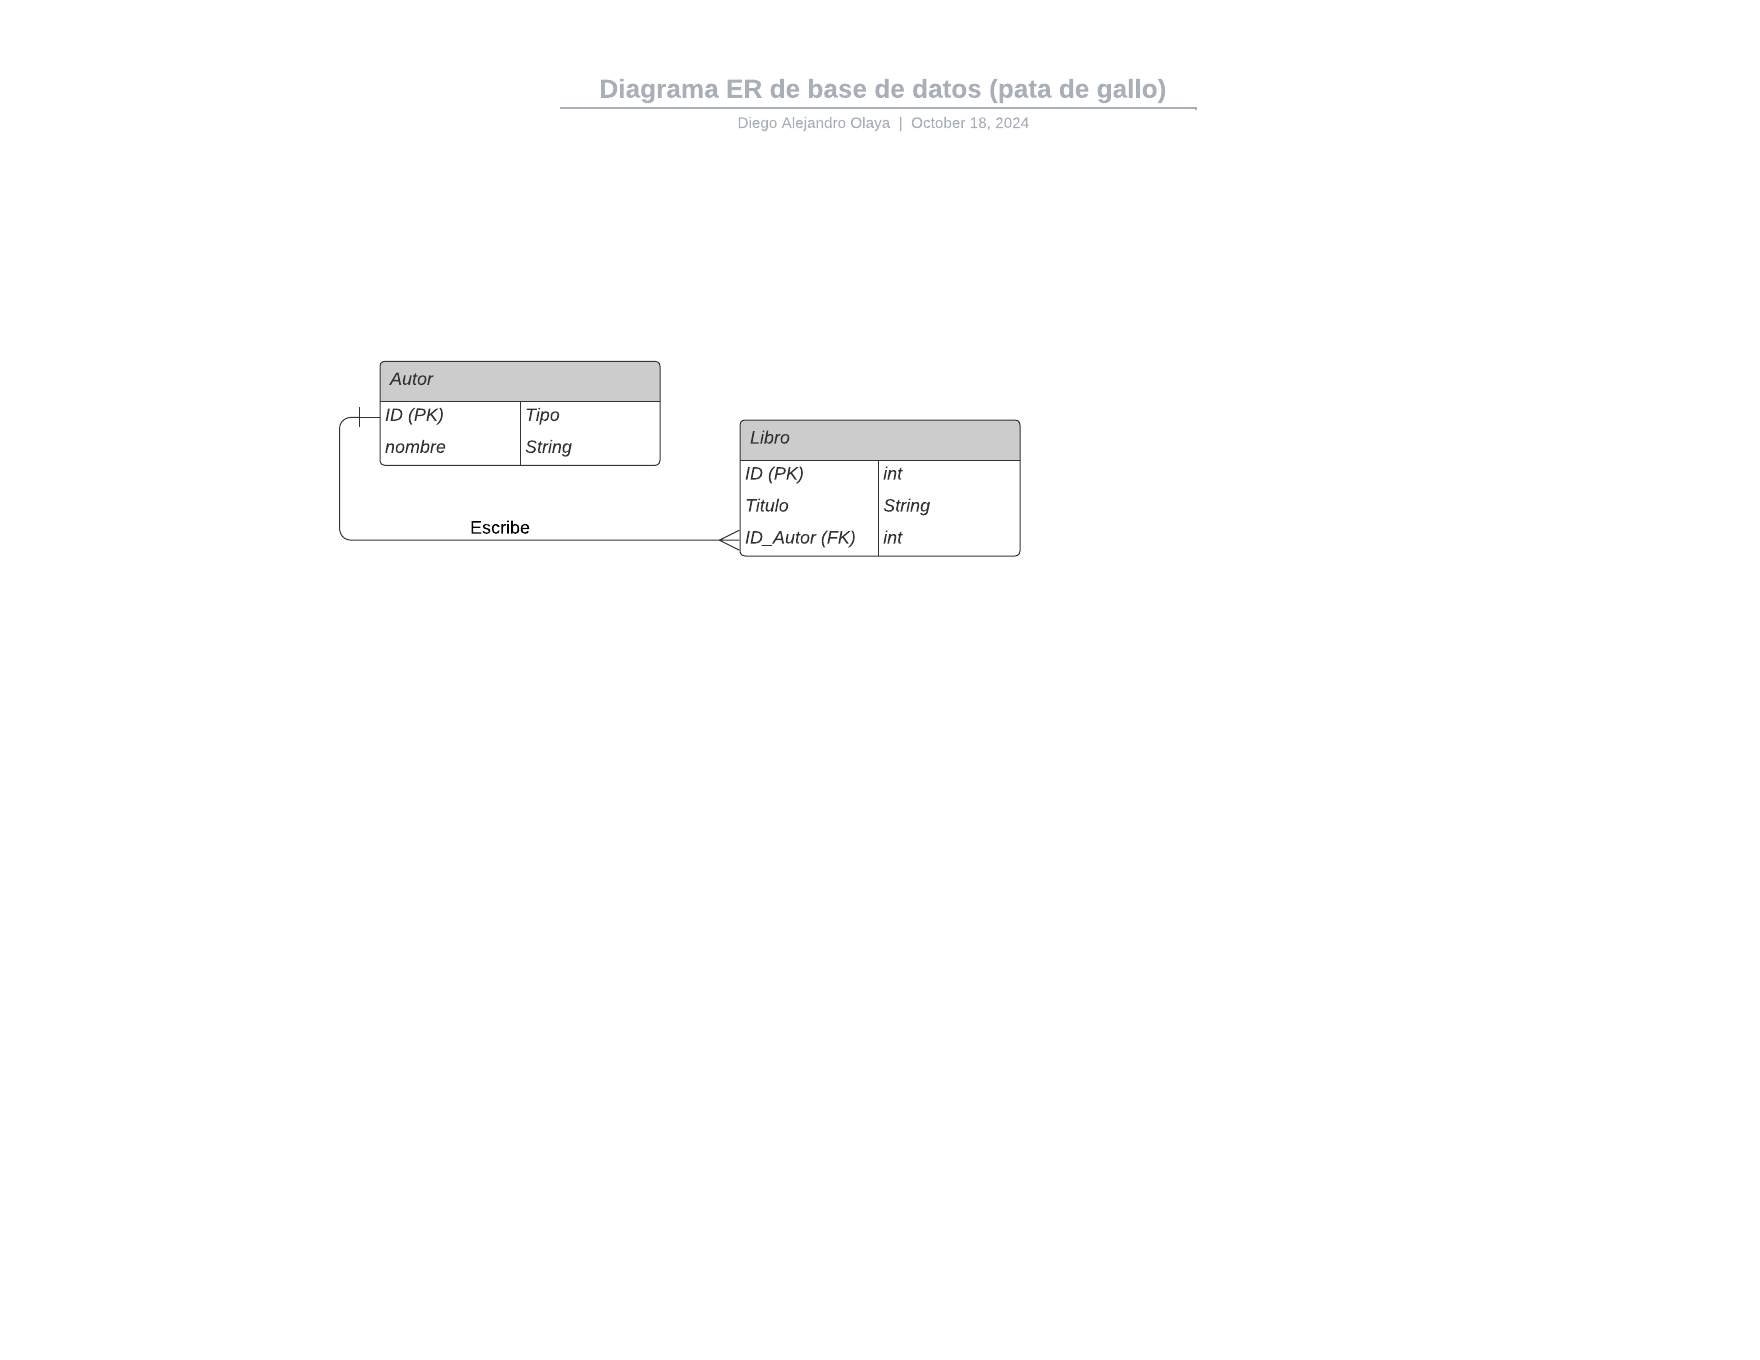 Diagrama ER de base de datos (pata de gallo)
Diego Alejandro Olaya | October 18, 2024
Autor
ID (PK) Tipo
nombre String
Libro
ID (PK) int
Titulo String
ID_Autor (FK) int
Escribe